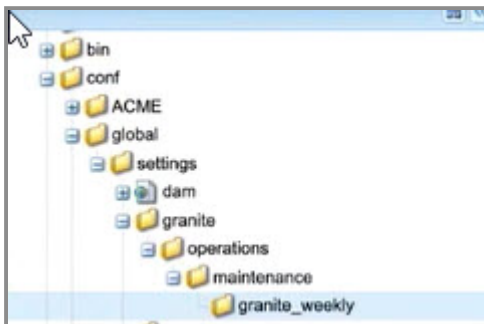 bin
conf
ACME
global
settings
dam
granite
operations
maintenance
granite_weekly